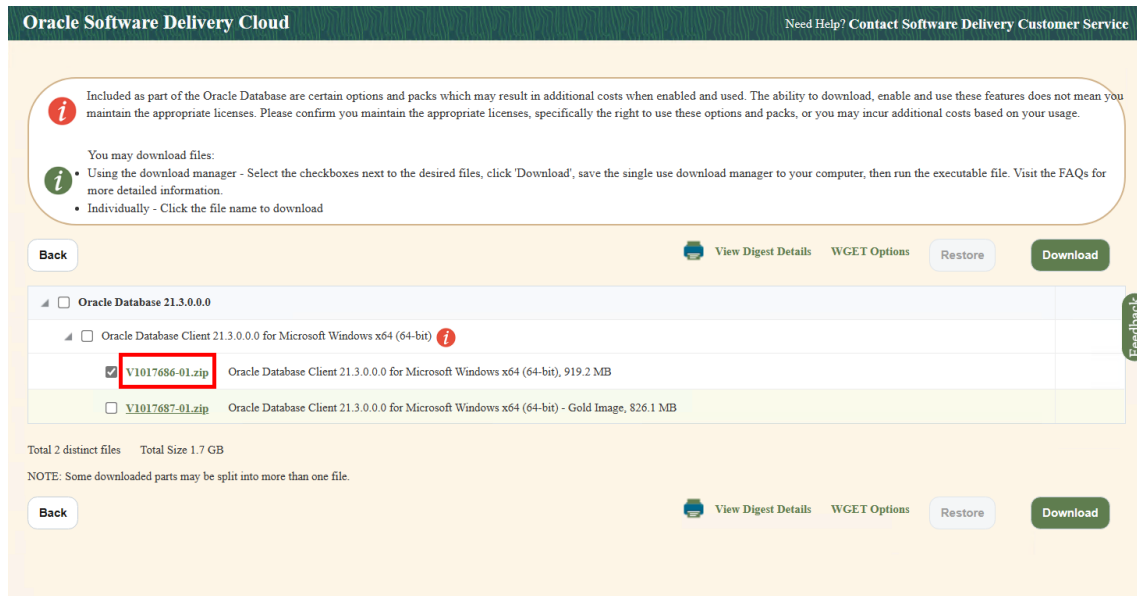 Oracle Software Delivery Cloud
Need Help? Contact Software Delivery Customer Service
Included as part of the Oracle Database are certain options and packs which may result in additional costs when enabled and used. The ability to download, enable and use these features does not mean you
maintain the appropriate licenses. Please confirm you maintain the appropriate licenses, specifically the right to use these options and packs, or you may incur additional costs based on your usage.
You may download files:
• Using the download manager - Select the checkboxes next to the desired files, click 'Download', save the single use download manager to your computer, then run the executable file. Visit the FAQs for
more detailed information.
• Individually - Click the file name to download
Back
View Digest Details
WGET Options
Restore
Download
Oracle Database 21.3.0.0.0
Feedback
Oracle Database Client 21.3.0.0.0 for Microsoft Windows x64 (64-bit)
V1017686-01.zip Oracle Database Client 21.3.0.0.0 for Microsoft Windows x64 (64-bit), 919.2 MB
V1017687-01.zip Oracle Database Client 21.3.0.0.0 for Microsoft Windows x64 (64-bit) - Gold Image, 826.1 MB
Total 2 distinct files Total Size 1.7 GB
NOTE: Some downloaded parts may be split into more than one file.
Back
View Digest Details
WGET Options
Restore
Download